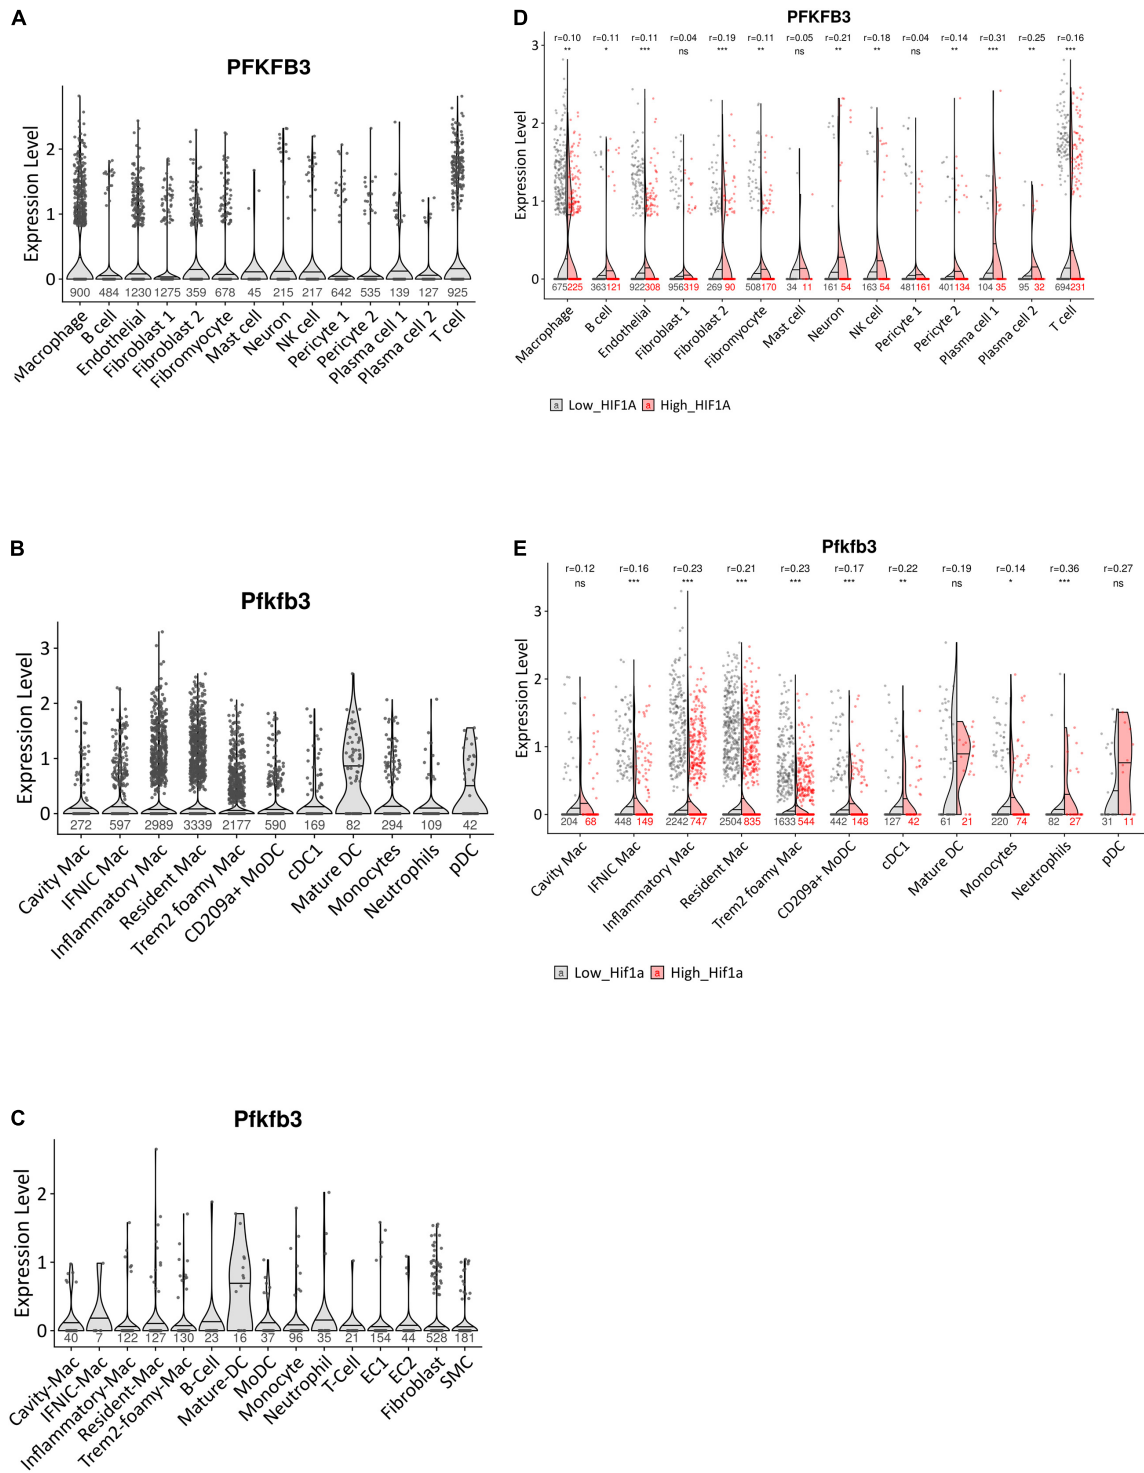 A
PFKFB3
Expression Level
2
1
0
900 484 1230 1275 359 678 45 215 217 642 535 139 127 925
Macrophage B cell Endothelial Fibroblast 1 Fibroblast 2 Fibromyocyte Mast cell Neuron NK cell Pericyte 1 Pericyte 2 Plasma cell 1 Plasma cell 2 T cell
D
PFKFB3
r=0.10 r=0.11 r=0.11 r=0.04 r=0.19 r=0.11 r=0.05 r=0.21 r=0.18 r=0.04 r=0.14 r=0.31 r=0.25 r=0.16
** * *** ns *** ** ns ** ** ns ** *** ** ***
Expression Level
3
2
1
0
675 225 363 121 922 308 956 319 269 90 508 170 34 11 161 54 163 54 481 161 401 134 104 35 95 32 694 231
Macrophage B cell Endothelial Fibroblast 1 Fibroblast 2 Fibromyocyte Mast cell Neuron NK cell Pericyte 1 Pericyte 2 Plasma cell 1 Plasma cell 2 T cell
a Low_HIF1A a High_HIF1A
B
Pfkfb3
Expression Level
3
2
1
0
272 597 2989 3339 2177 590 169 82 294 109 42
Cavity Mac IFNIC Mac Inflammatory Mac Resident Mac Trem2 foamy Mac CD209a+ MoDC cDC1 Mature DC Monocytes Neutrophils pDC
E
Pfkfb3
r=0.12 r=0.16 r=0.23 r=0.21 r=0.23 r=0.17 r=0.22 r=0.19 r=0.14 r=0.36 r=0.27
ns *** *** *** *** *** ** ns * *** ns
Expression Level
3
2
1
0
204 68 448 149 2242 747 2504 835 1633 544 442 148 127 42 61 21 220 74 82 27 31 11
Cavity Mac IFNIC Mac Inflammatory Mac Resident Mac Trem2 foamy Mac CD209a+ MoDC cDC1 Mature DC Monocytes Neutrophils pDC
a Low_Hif1a a High_Hif1a
C
Pfkfb3
Expression Level
2
1
0
40 7 122 127 130 23 16 37 96 35 21 154 44 528 181
Cavity-Mac IFNIC-Mac Inflammatory-Mac Resident-Mac Trem2-foamy-Mac B-Cell Mature-DC MoDC Monocyte Neutrophil T-Cell EC1 EC2 Fibroblast SMC